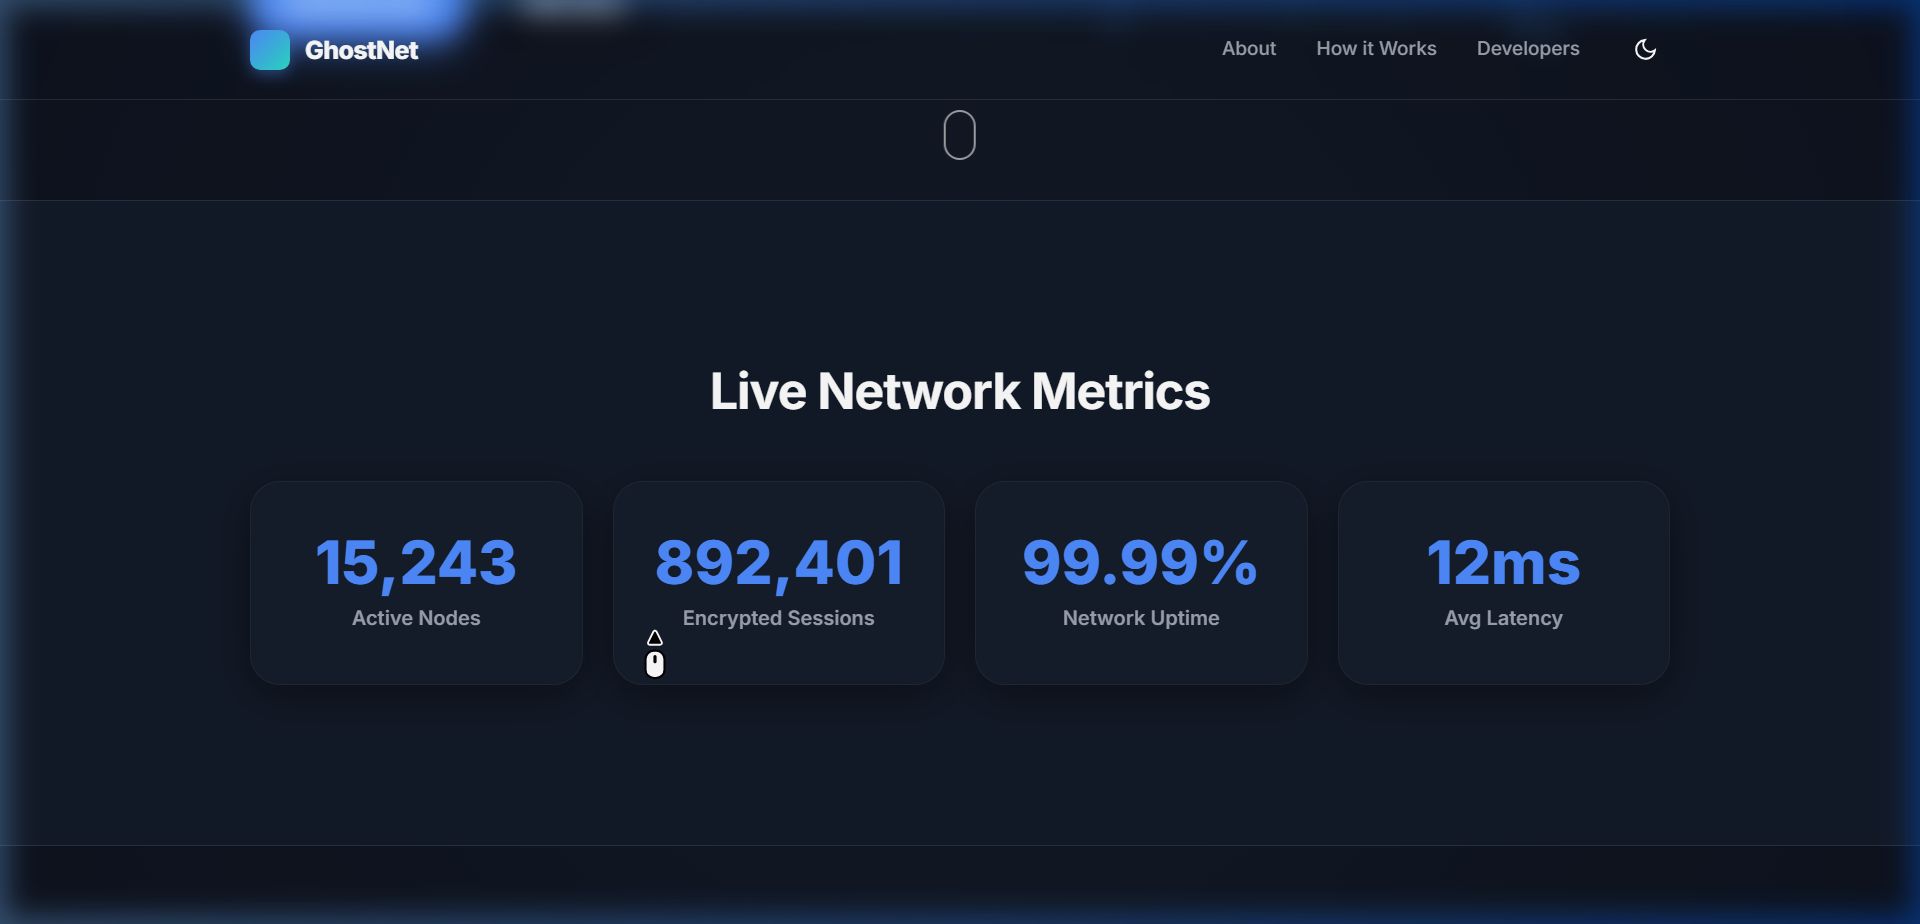 GhostNet
About
How it Works
Developers
Live Network Metrics
15,243
Active Nodes
892,401
Encrypted Sessions
99.99%
Network Uptime
12ms
Avg Latency